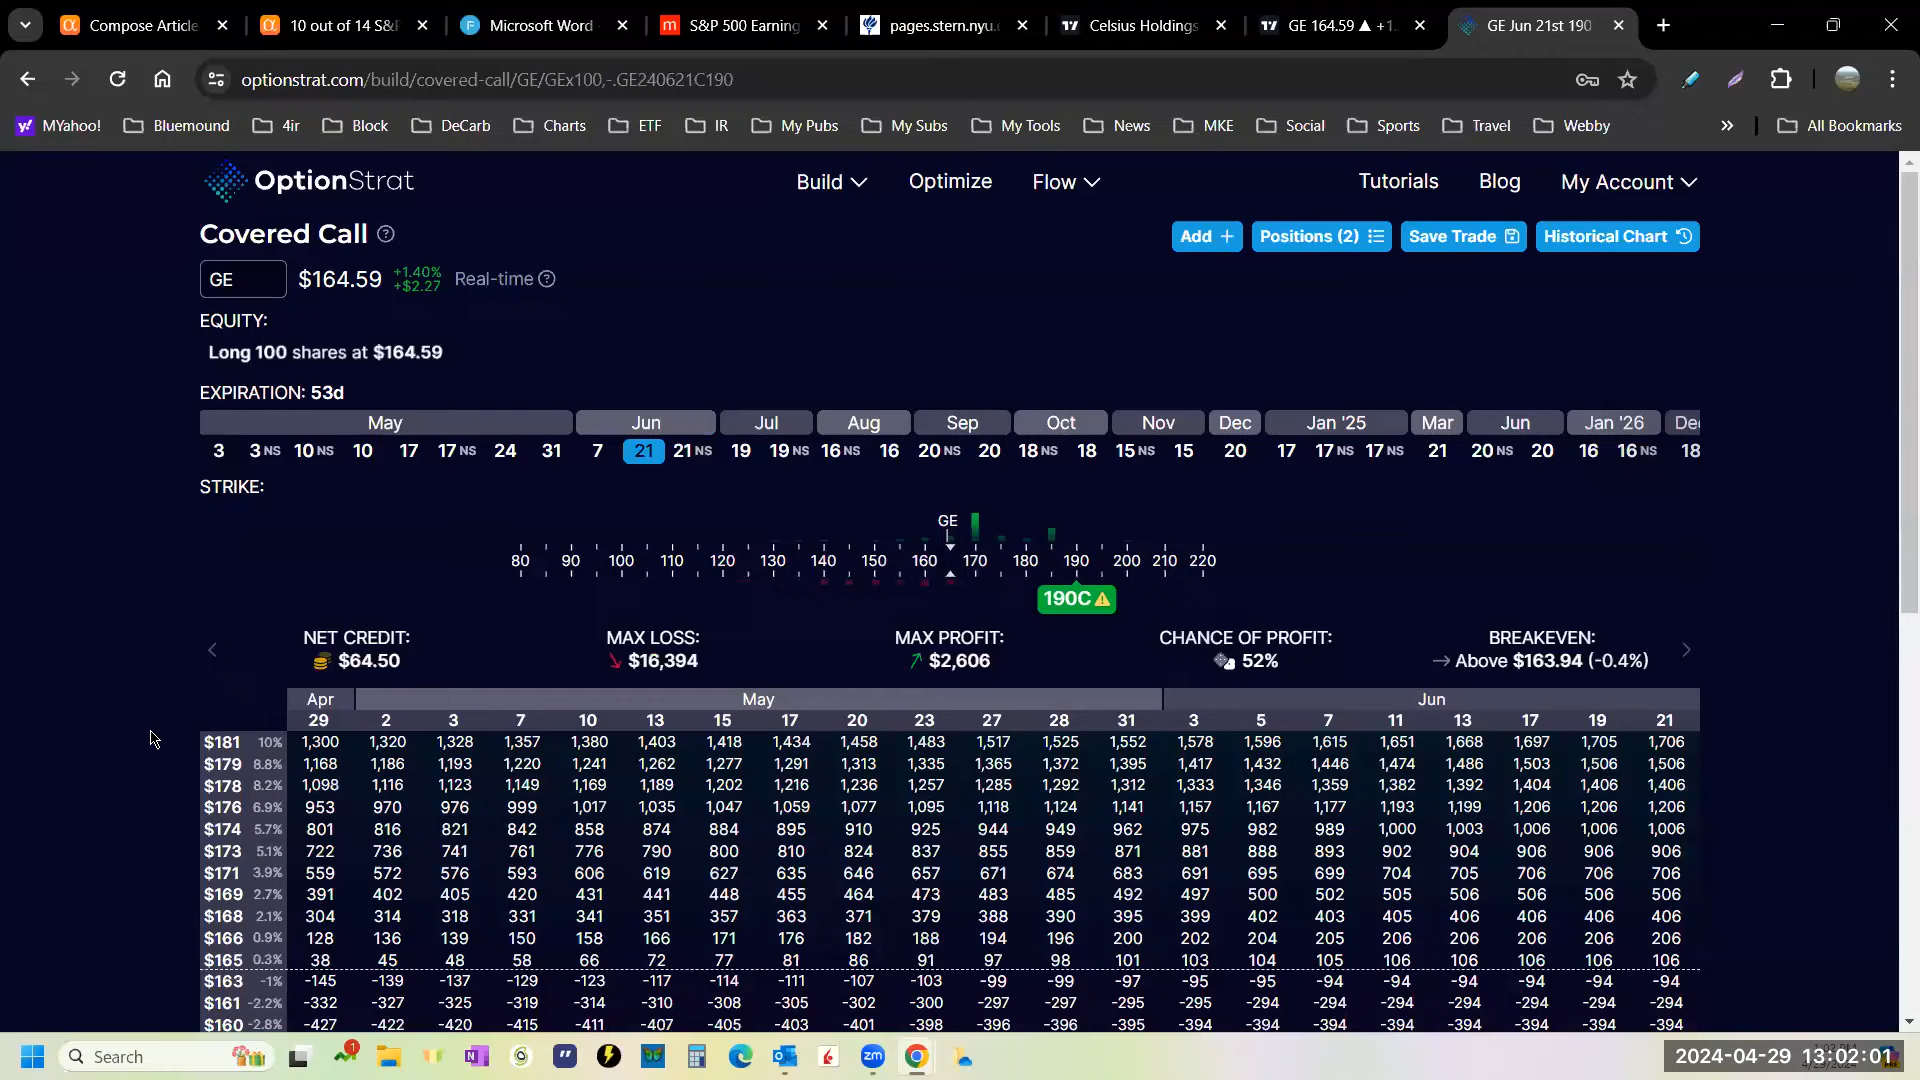 Compose Article
10 out of 14 S&P
Microsoft Word
S&P 500 Earning
pages.stern.nyu.
Celsius Holdings
GE 164.59 ▲ +1.
GE Jun 21st 190
optionstrat.com/build/covered-call/GE/GEx100,-.GE240621C190
MYahoo! Bluemound 4ir Block DeCarb Charts ETF IR My Pubs My Subs My Tools News MKE Social Sports Travel Webby All Bookmarks
OptionStrat Build Optimize Flow Tutorials Blog My Account
Covered Call Add + Positions (2) Save Trade Historical Chart
GE $164.59 +1.40% +$2.27 Real-time
EQUITY:
Long 100 shares at $164.59
EXPIRATION: 53d
May Jun Jul Aug Sep Oct Nov Dec Jan '25 Mar Jun Jan '26 Dec
3 3NS 10NS 10 17 17NS 24 31 7 21 21NS 19 19NS 16NS 16 20NS 20 18NS 18 15NS 15 20 17 17NS 17NS 21 20NS 20 16 16NS 18
STRIKE:
GE
80 90 100 110 120 130 140 150 160 170 180 190 200 210 220
190C
NET CREDIT: MAX LOSS: MAX PROFIT: CHANCE OF PROFIT: BREAKEVEN:
$64.50 $16,394 $2,606 52% Above $163.94 (-0.4%)
Apr May Jun
29 2 3 7 10 13 15 17 20 23 27 28 31 3 5 7 11 13 17 19 21
$181 10% 1,300 1,320 1,328 1,357 1,380 1,403 1,418 1,434 1,458 1,483 1,517 1,525 1,552 1,578 1,596 1,615 1,651 1,668 1,697 1,705 1,706
$179 8.8% 1,168 1,186 1,193 1,220 1,241 1,262 1,277 1,291 1,313 1,335 1,365 1,372 1,395 1,417 1,432 1,446 1,474 1,486 1,503 1,506 1,506
$178 8.2% 1,098 1,116 1,123 1,149 1,169 1,189 1,202 1,216 1,236 1,257 1,285 1,292 1,312 1,333 1,346 1,359 1,382 1,392 1,404 1,406 1,406
$176 6.9% 953 970 976 999 1,017 1,035 1,047 1,059 1,077 1,095 1,118 1,124 1,141 1,157 1,167 1,177 1,193 1,199 1,206 1,206 1,206
$174 5.7% 801 816 821 842 858 874 884 895 910 925 944 949 962 975 982 989 1,000 1,003 1,006 1,006 1,006
$173 5.1% 722 736 741 761 776 790 800 810 824 837 855 859 871 881 888 893 902 904 906 906 906
$171 3.9% 559 572 576 593 606 619 627 635 646 657 671 674 683 691 695 699 704 705 706 706 706
$169 2.7% 391 402 405 420 431 441 448 455 464 473 483 485 492 497 500 502 505 506 506 506 506
$168 2.1% 304 314 318 331 341 351 357 363 371 379 388 390 395 399 402 403 405 406 406 406 406
$166 0.9% 128 136 139 150 158 166 171 176 182 188 194 196 200 202 204 205 206 206 206 206 206
$165 0.3% 38 45 48 58 66 72 77 81 86 91 97 98 101 103 104 105 106 106 106 106 106
$163 -1% -145 -139 -137 -129 -123 -117 -114 -111 -107 -103 -99 -99 -97 -95 -95 -94 -94 -94 -94 -94 -94
$161 -2.2% -332 -327 -325 -319 -314 -310 -308 -305 -302 -300 -297 -297 -295 -295 -294 -294 -294 -294 -294 -294 -294
$160 -2.8% -427 -422 -420 -415 -411 -407 -405 -403 -401 -398 -396 -396 -395 -394 -394 -394 -394 -394 -394 -394 -394
Search
2024-04-29 13:02:01